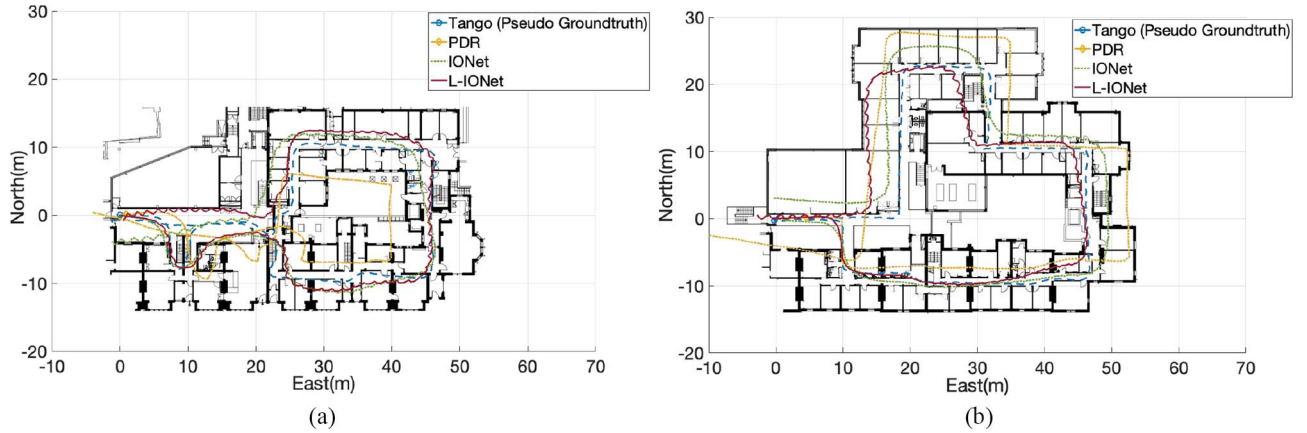 30
Tango (Pseudo Groundtruth)
PDR
IONet
L-IONet
20
10
0
-10
-20
North(m)
-10 0 10 20 30 40 50 60 70
East(m)
(a)
30
Tango (Pseudo Groundtruth)
PDR
IONet
L-IONet
20
10
0
-10
-20
North(m)
-10 0 10 20 30 40 50 60 70
East(m)
(b)